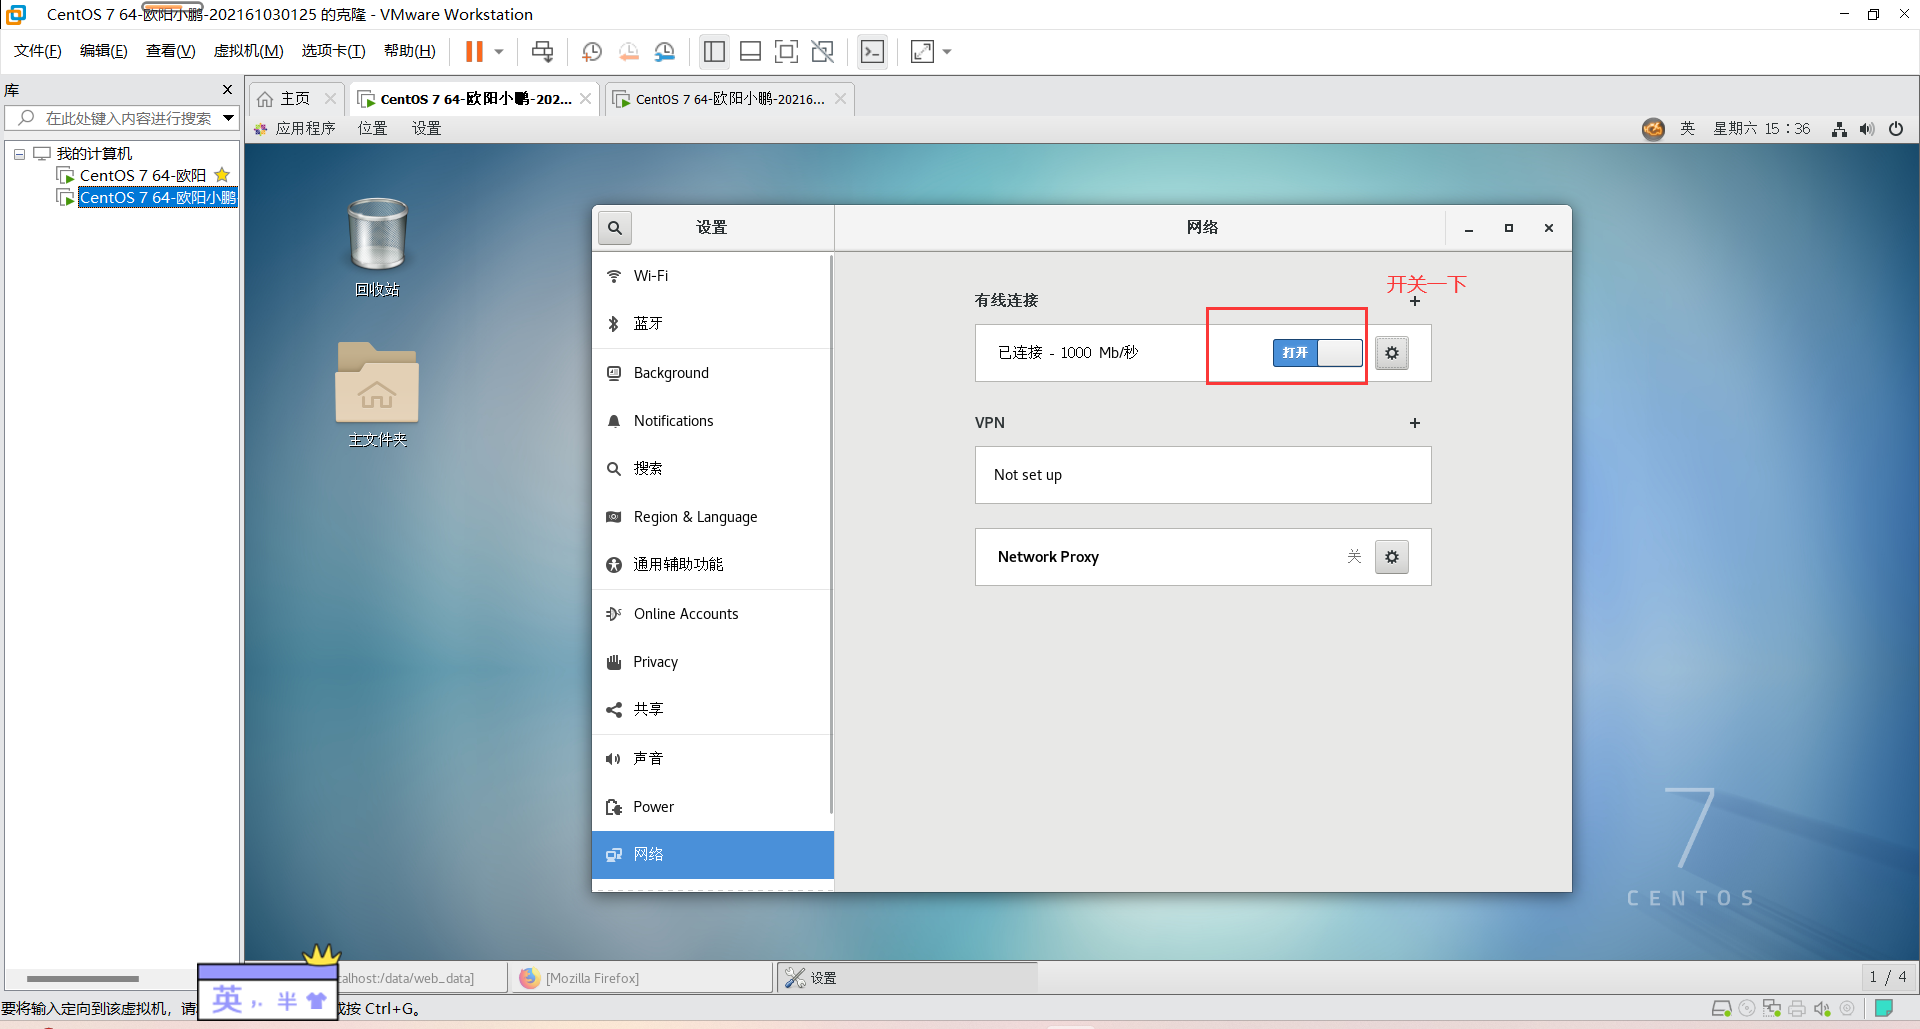 CentOS 7 64-欧阳小鹏-202161030125 的克隆 - VMware Workstation
文件(F) 编辑(E) 查看(V) 虚拟机(M) 选项卡(T) 帮助(H)
库
在此处键入内容进行搜索
我的计算机
CentOS 7 64-欧阳
CentOS 7 64-欧阳小鹏
主页
CentOS 7 64-欧阳小鹏-202...
CentOS 7 64-欧阳小鹏-20216...
应用程序 位置 设置
英 星期六 15:36
回收站
主文件夹
设置
网络
Wi-Fi
蓝牙
Background
Notifications
搜索
Region & Language
通用辅助功能
Online Accounts
Privacy
共享
声音
Power
网络
开关一下
有线连接
已连接 - 1000 Mb/秒
打开
VPN
Not set up
Network Proxy
关
7
CENTOS
alhost:/data/web_data]
[Mozilla Firefox]
设置
1 / 4
英 ,. 半
要将输入定向到该虚拟机，请
或按 Ctrl+G。